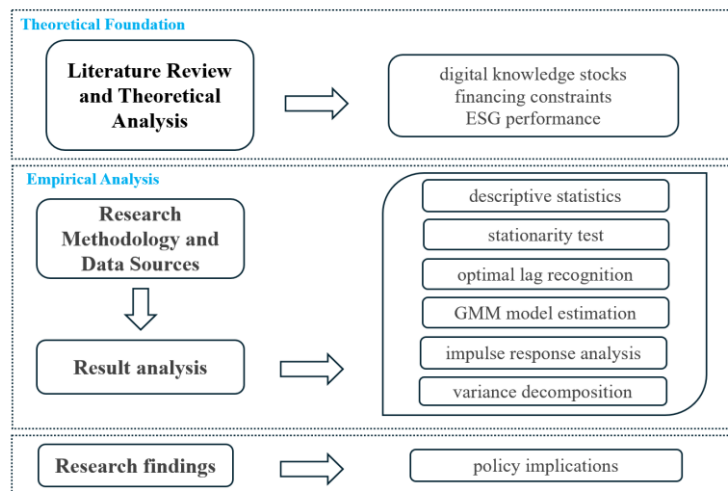 Theoretical Foundation
Literature Review
and Theoretical
Analysis
digital knowledge stocks
financing constraints
ESG performance
Empirical Analysis
Research
Methodology and
Data Sources
Result analysis
descriptive statistics
stationarity test
optimal lag recognition
GMM model estimation
impulse response analysis
variance decomposition
Research findings
policy implications